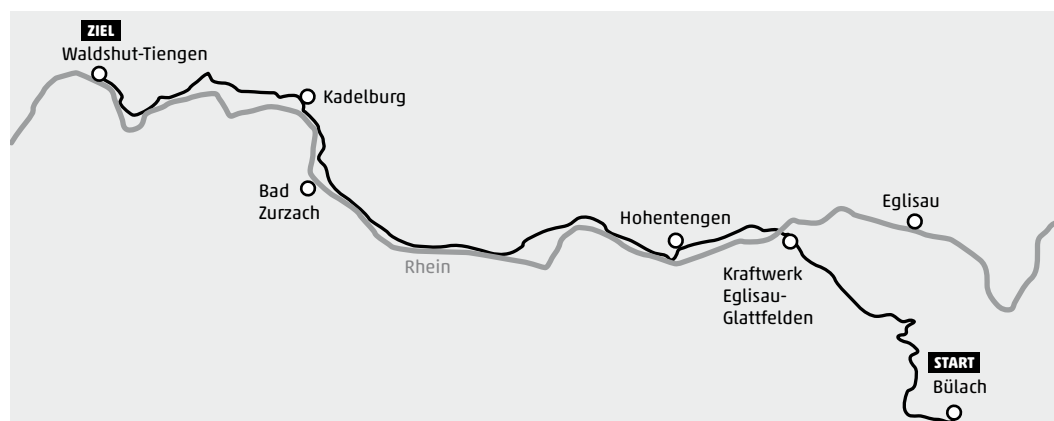 ZIEL
Waldshut-Tiengen
Kadelburg
Bad
Zurzach
Rhein
Hohentengen
Eglisau
Kraftwerk
Eglisau-
Glattfelden
START
Bülach